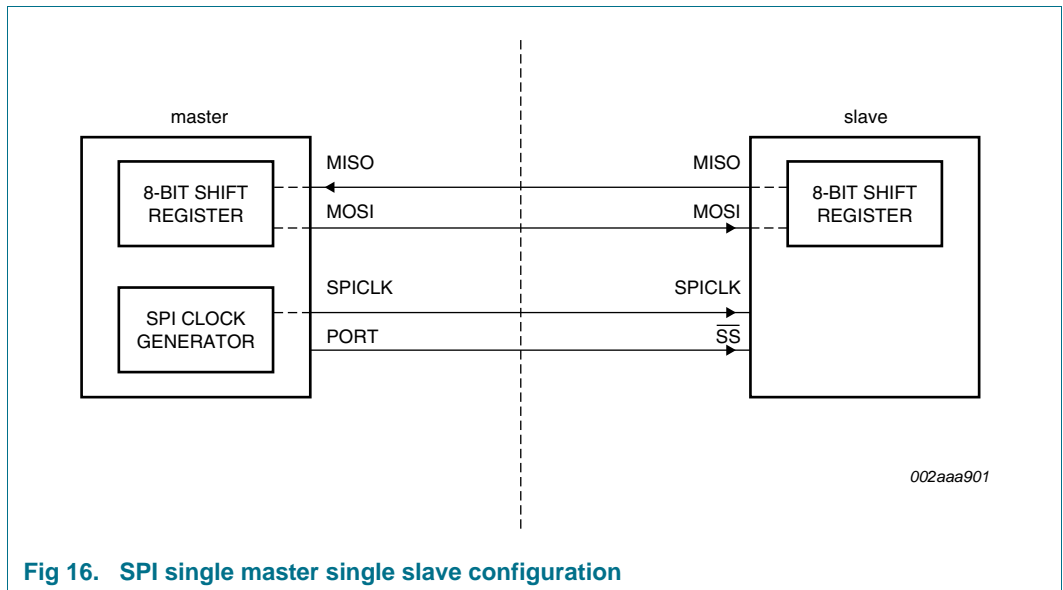 master
slave
8-BIT SHIFT
REGISTER
MISO
MISO
MOSI
MOSI
8-BIT SHIFT
REGISTER
SPI CLOCK
GENERATOR
SPICLK
SPICLK
PORT
S̅S̅
002aaa901
Fig 16. SPI single master single slave configuration